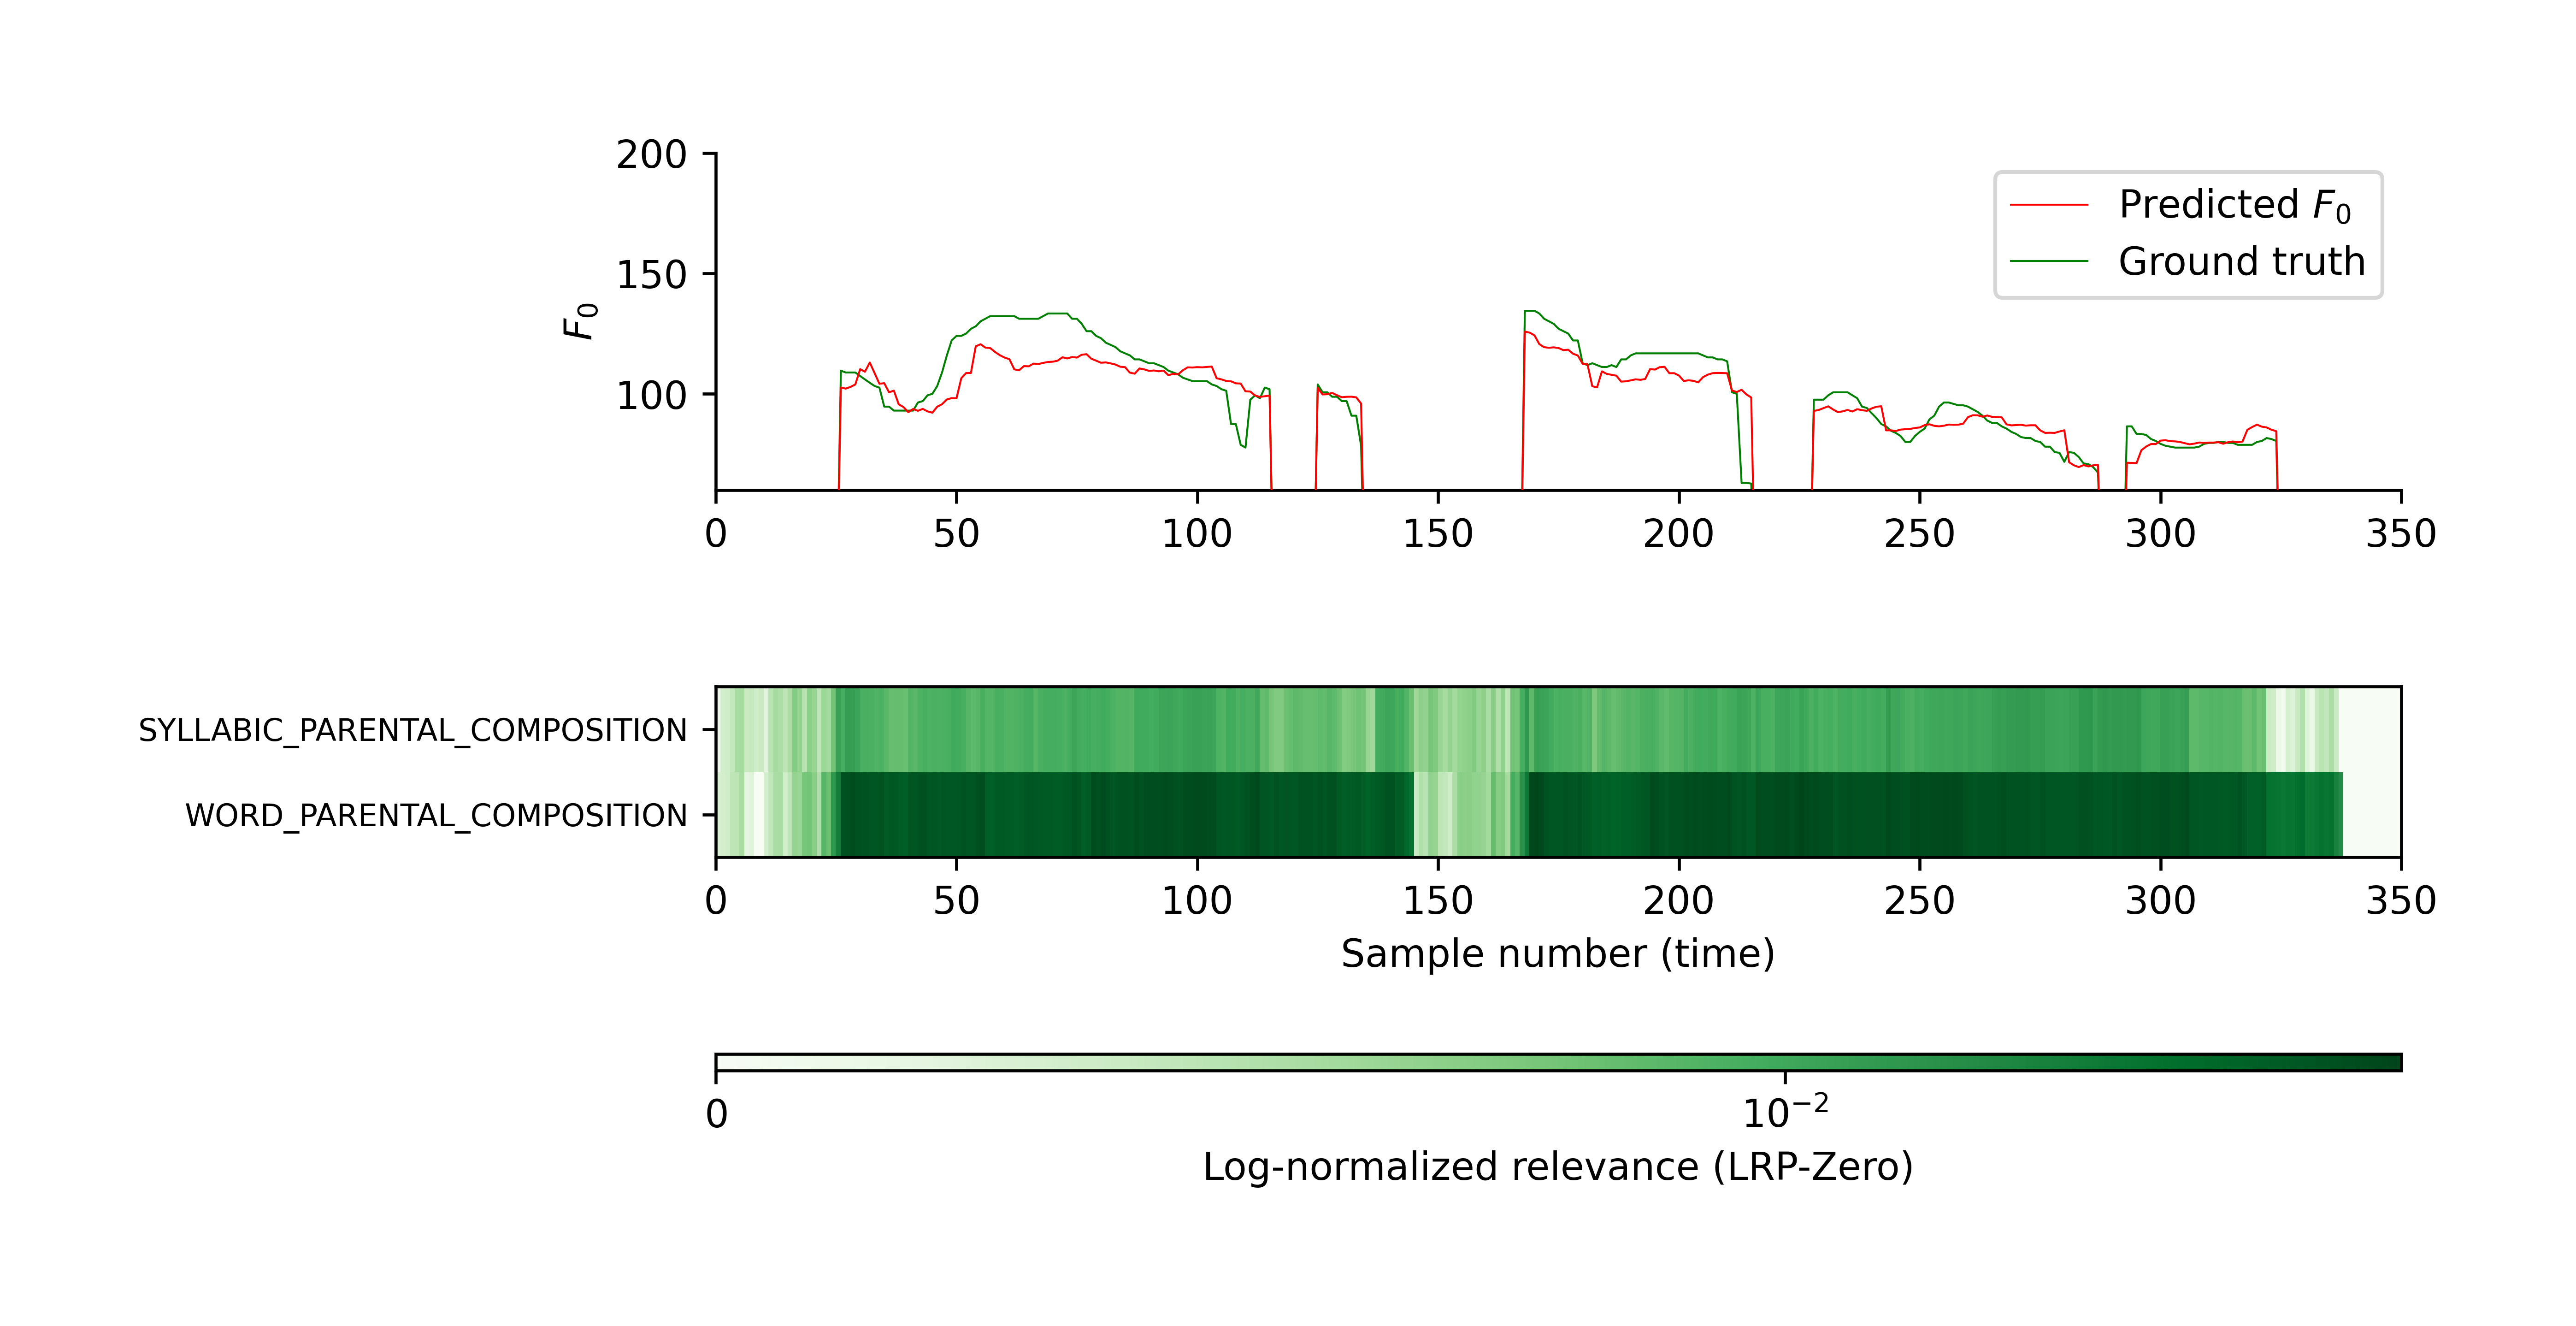 200
150
100
F₀
Predicted F₀
Ground truth
0 50 100 150 200 250 300 350
SYLLABIC_PARENTAL_COMPOSITION
WORD_PARENTAL_COMPOSITION
0 50 100 150 200 250 300 350
Sample number (time)
0 10⁻²
Log-normalized relevance (LRP-Zero)